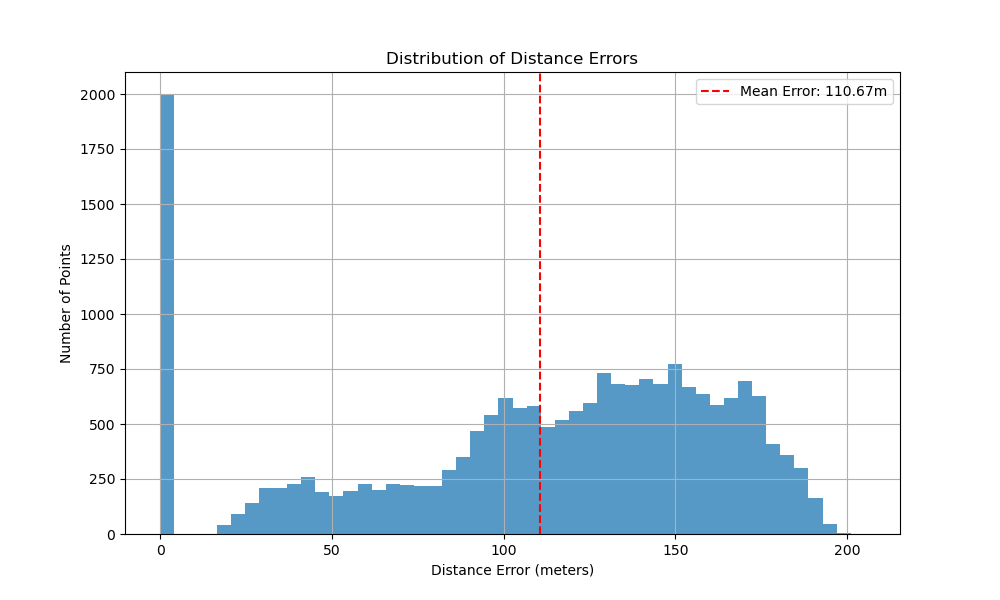 Distribution of Distance Errors
Mean Error: 110.67m
2000
1750
1500
1250
1000
750
500
250
0
Number of Points
0 50 100 150 200
Distance Error (meters)